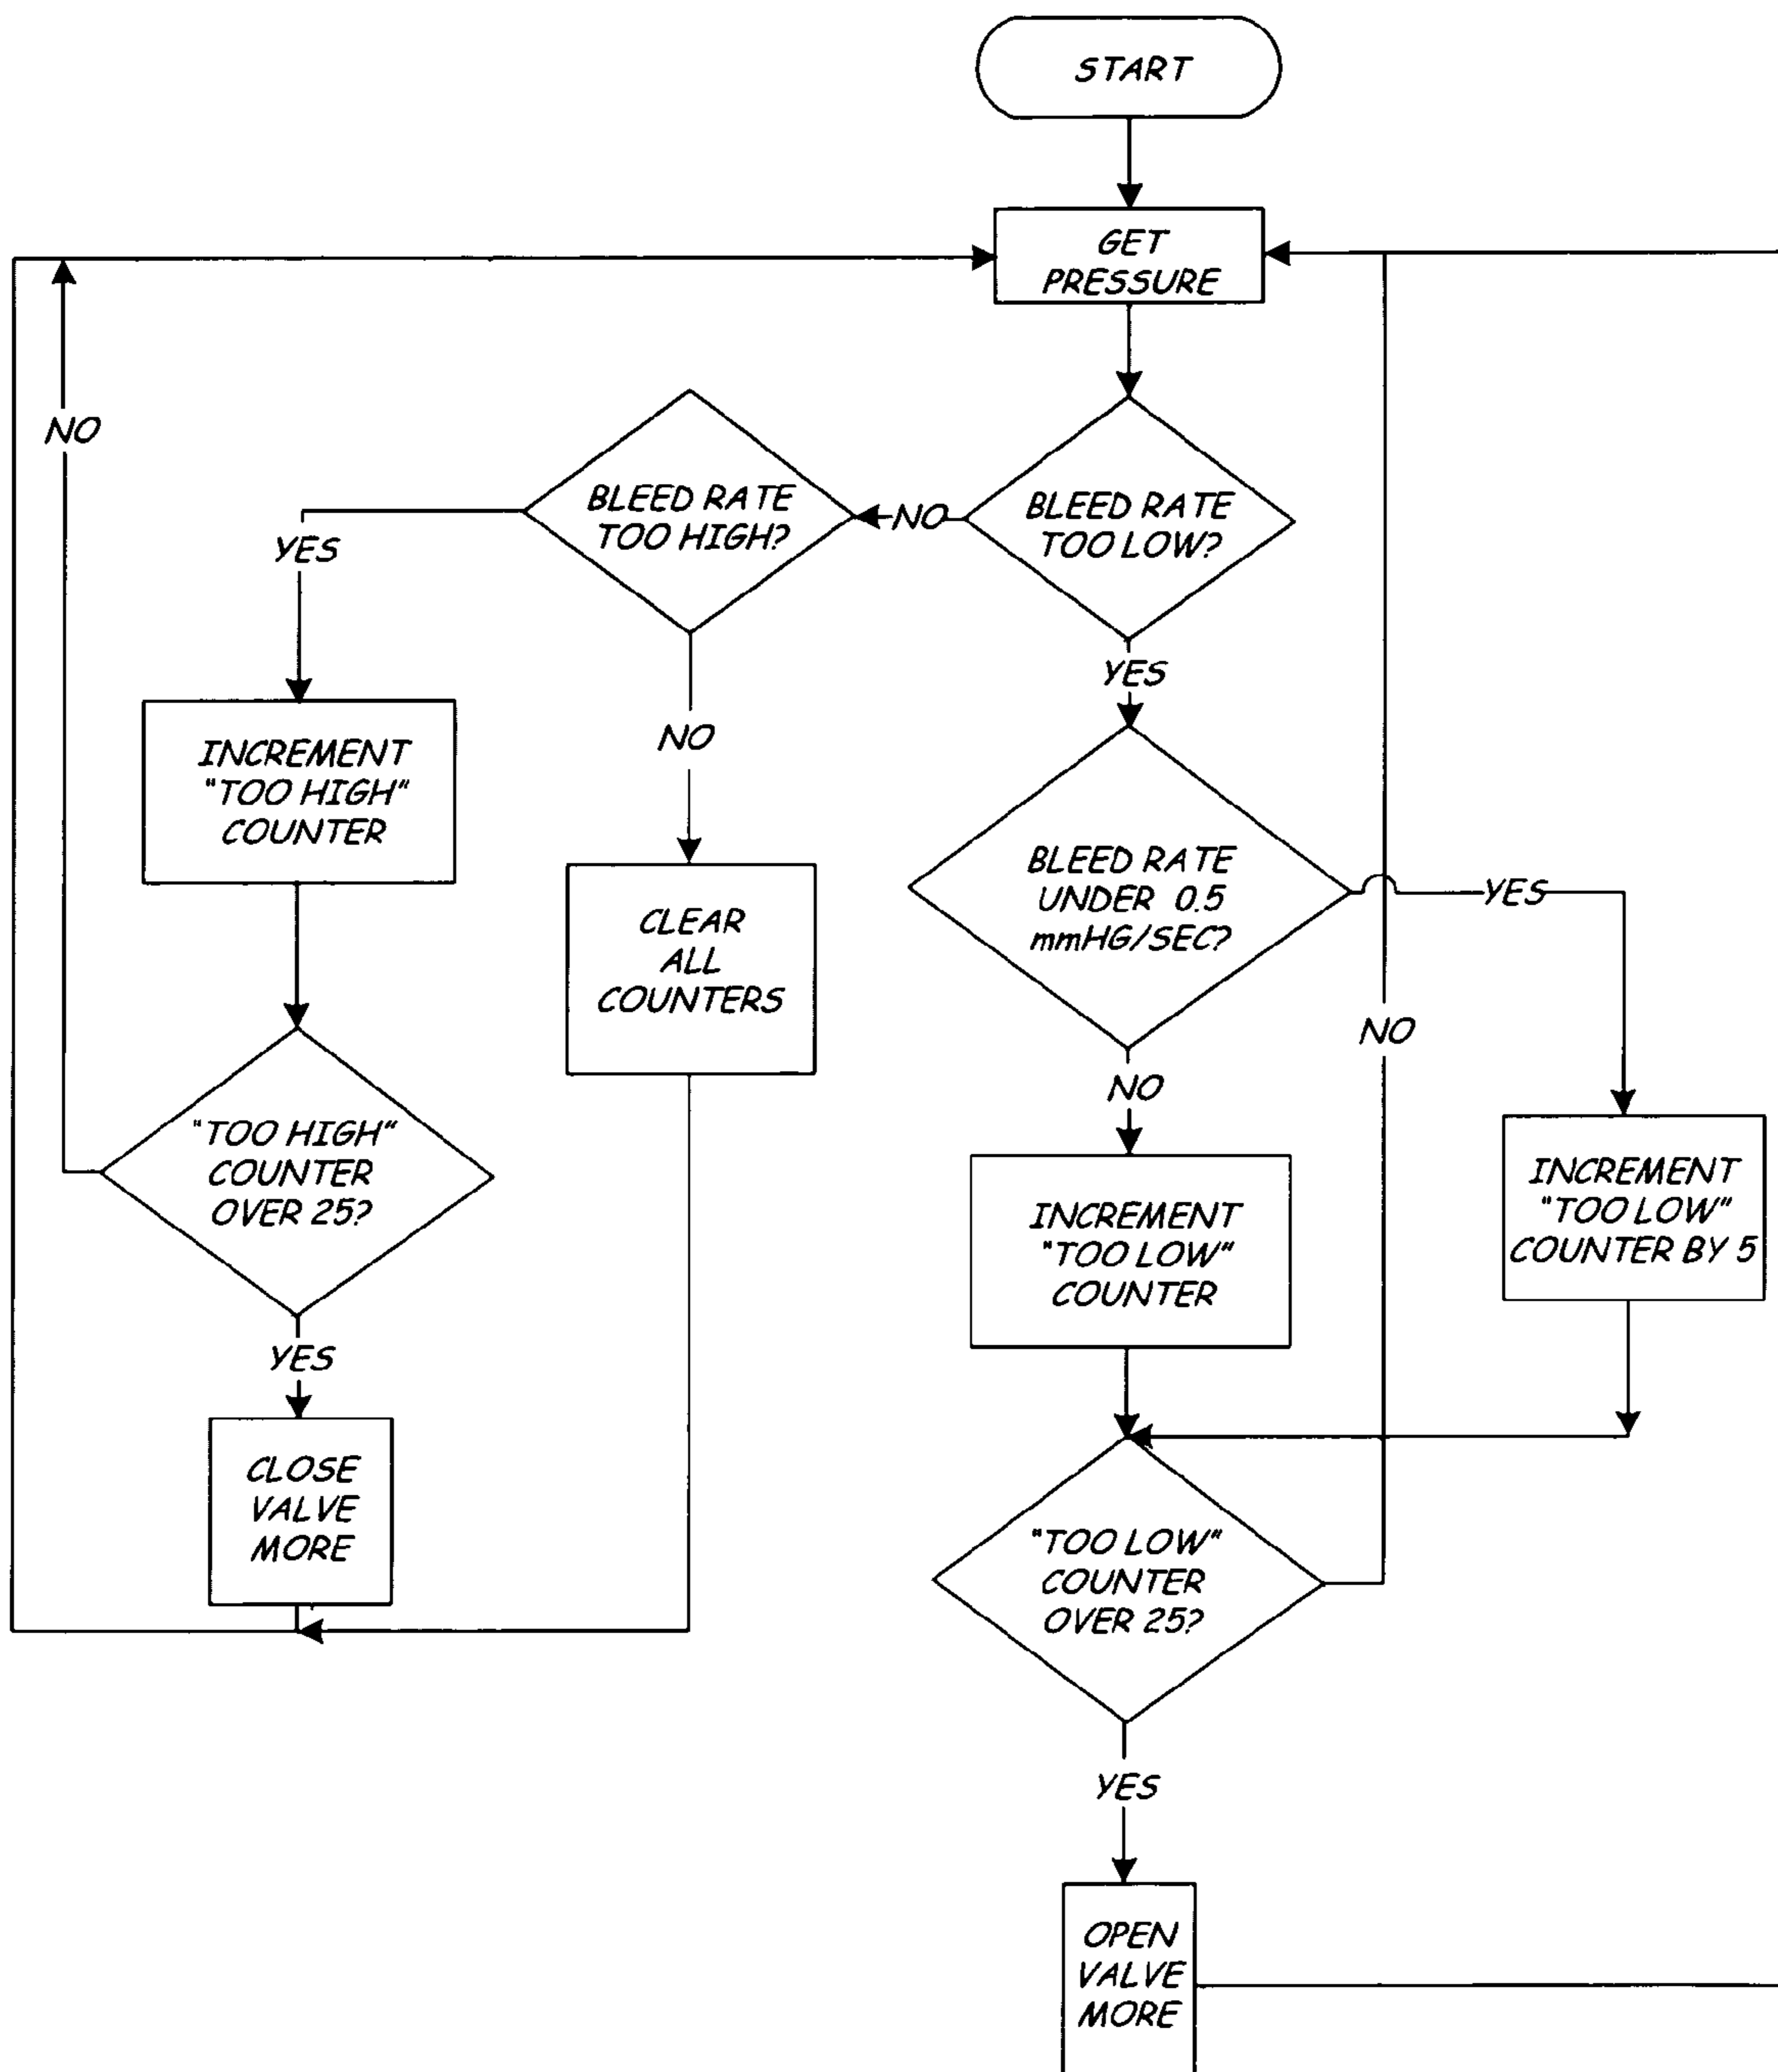 START
GET
PRESSURE
BLEED RATE
TOO LOW?
NO
BLEED RATE
TOO HIGH?
YES
INCREMENT
"TOO HIGH"
COUNTER
"TOO HIGH"
COUNTER
OVER 25?
NO
YES
CLOSE
VALVE
MORE
NO
CLEAR
ALL
COUNTERS
YES
BLEED RATE
UNDER 0.5
mmHG/SEC?
YES
INCREMENT
"TOO LOW"
COUNTER BY 5
NO
INCREMENT
"TOO LOW"
COUNTER
"TOO LOW"
COUNTER
OVER 25?
NO
YES
OPEN
VALVE
MORE